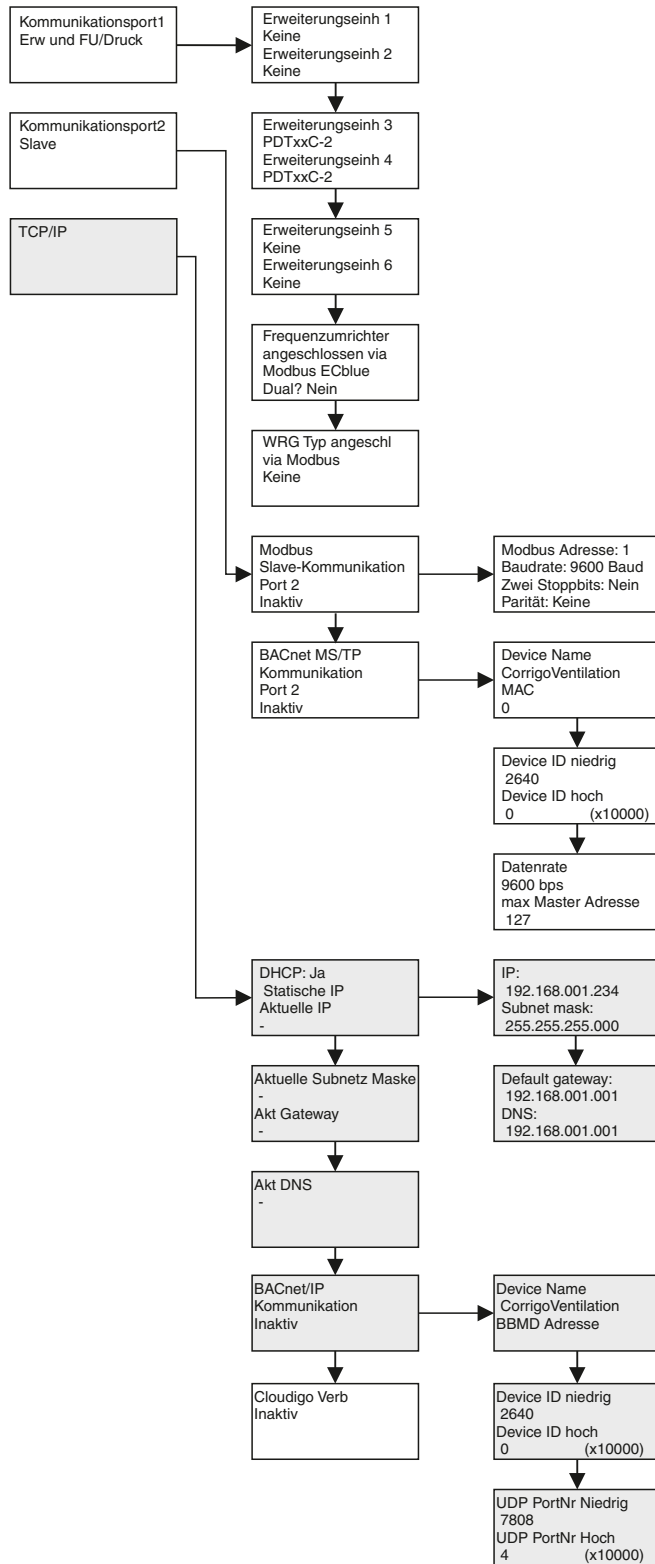 Kommunikationsport1
Erw und FU/Druck
Erweiterungseinh 1
Keine
Erweiterungseinh 2
Keine
Kommunikationsport2
Slave
Erweiterungseinh 3
PDTxxC-2
Erweiterungseinh 4
PDTxxC-2
TCP/IP
Erweiterungseinh 5
Keine
Erweiterungseinh 6
Keine
Frequenzumrichter
angeschlossen via
Modbus ECblue
Dual? Nein
WRG Typ angeschl
via Modbus
Keine
Modbus
Slave-Kommunikation
Port 2
Inaktiv
Modbus Adresse: 1
Baudrate: 9600 Baud
Zwei Stoppbits: Nein
Parität: Keine
BACnet MS/TP
Kommunikation
Port 2
Inaktiv
Device Name
CorrigoVentilation
MAC
0
Device ID niedrig
2640
Device ID hoch
0 (x10000)
Datenrate
9600 bps
max Master Adresse
127
DHCP: Ja
Statische IP
Aktuelle IP
-
IP:
192.168.001.234
Subnet mask:
255.255.255.000
Aktuelle Subnetz Maske
-
Akt Gateway
-
Default gateway:
192.168.001.001
DNS:
192.168.001.001
Akt DNS
-
BACnet/IP
Kommunikation
Inaktiv
Device Name
CorrigoVentilation
BBMD Adresse
Cloudigo Verb
Inaktiv
Device ID niedrig
2640
Device ID hoch
0 (x10000)
UDP PortNr Niedrig
7808
UDP PortNr Hoch
4 (x10000)